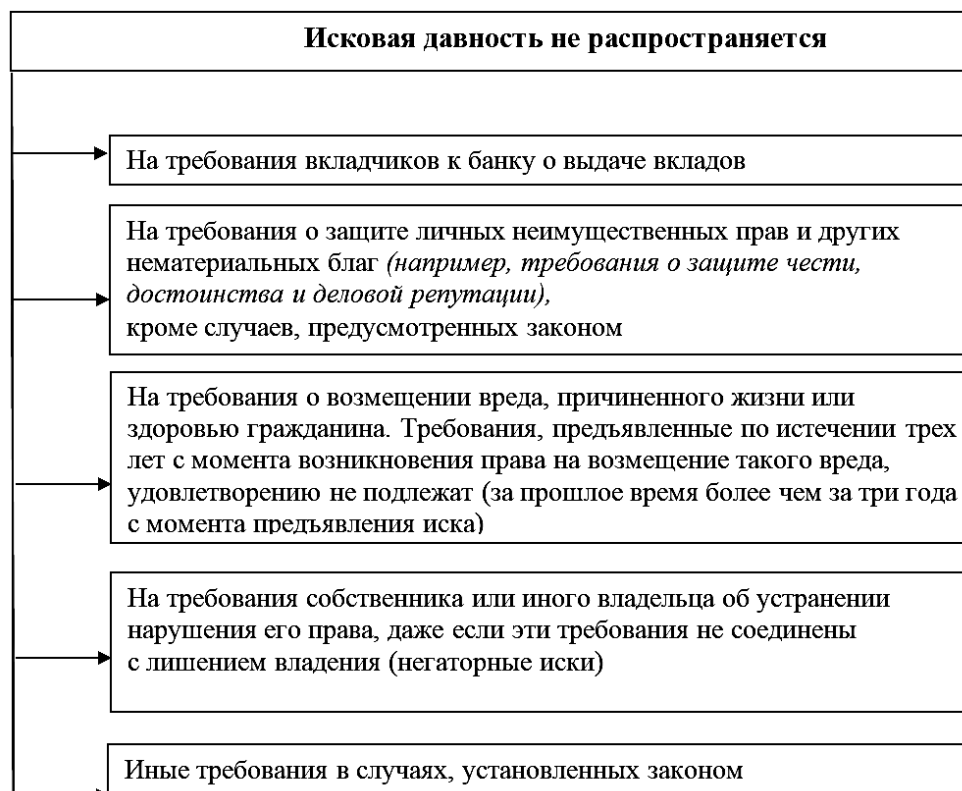 Исковая давность не распространяется
На требования вкладчиков к банку о выдаче вкладов
На требования о защите личных неимущественных прав и других
нематериальных благ (например, требования о защите чести,
достоинства и деловой репутации),
кроме случаев, предусмотренных законом
На требования о возмещении вреда, причиненного жизни или
здоровью гражданина. Требования, предъявленные по истечении трех
лет с момента возникновения права на возмещение такого вреда,
удовлетворению не подлежат (за прошлое время более чем за три года
с момента предъявления иска)
На требования собственника или иного владельца об устранении
нарушения его права, даже если эти требования не соединены
с лишением владения (негаторные иски)
Иные требования в случаях, установленных законом